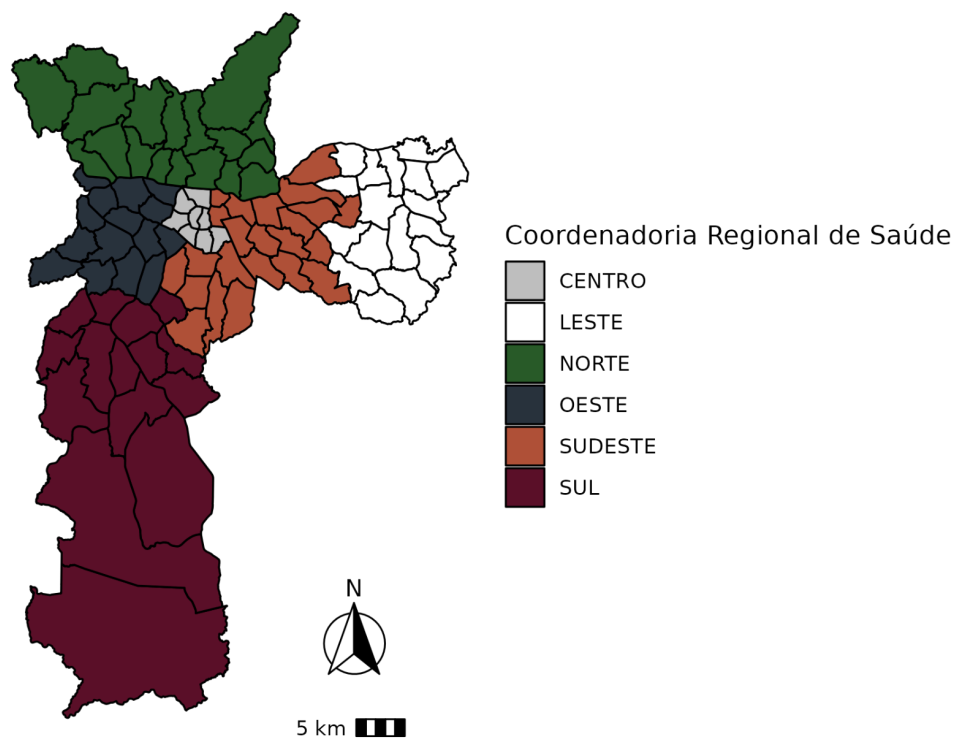 Coordenadoria Regional de Saúde
CENTRO
LESTE
NORTE
OESTE
SUDESTE
SUL
N
5 km